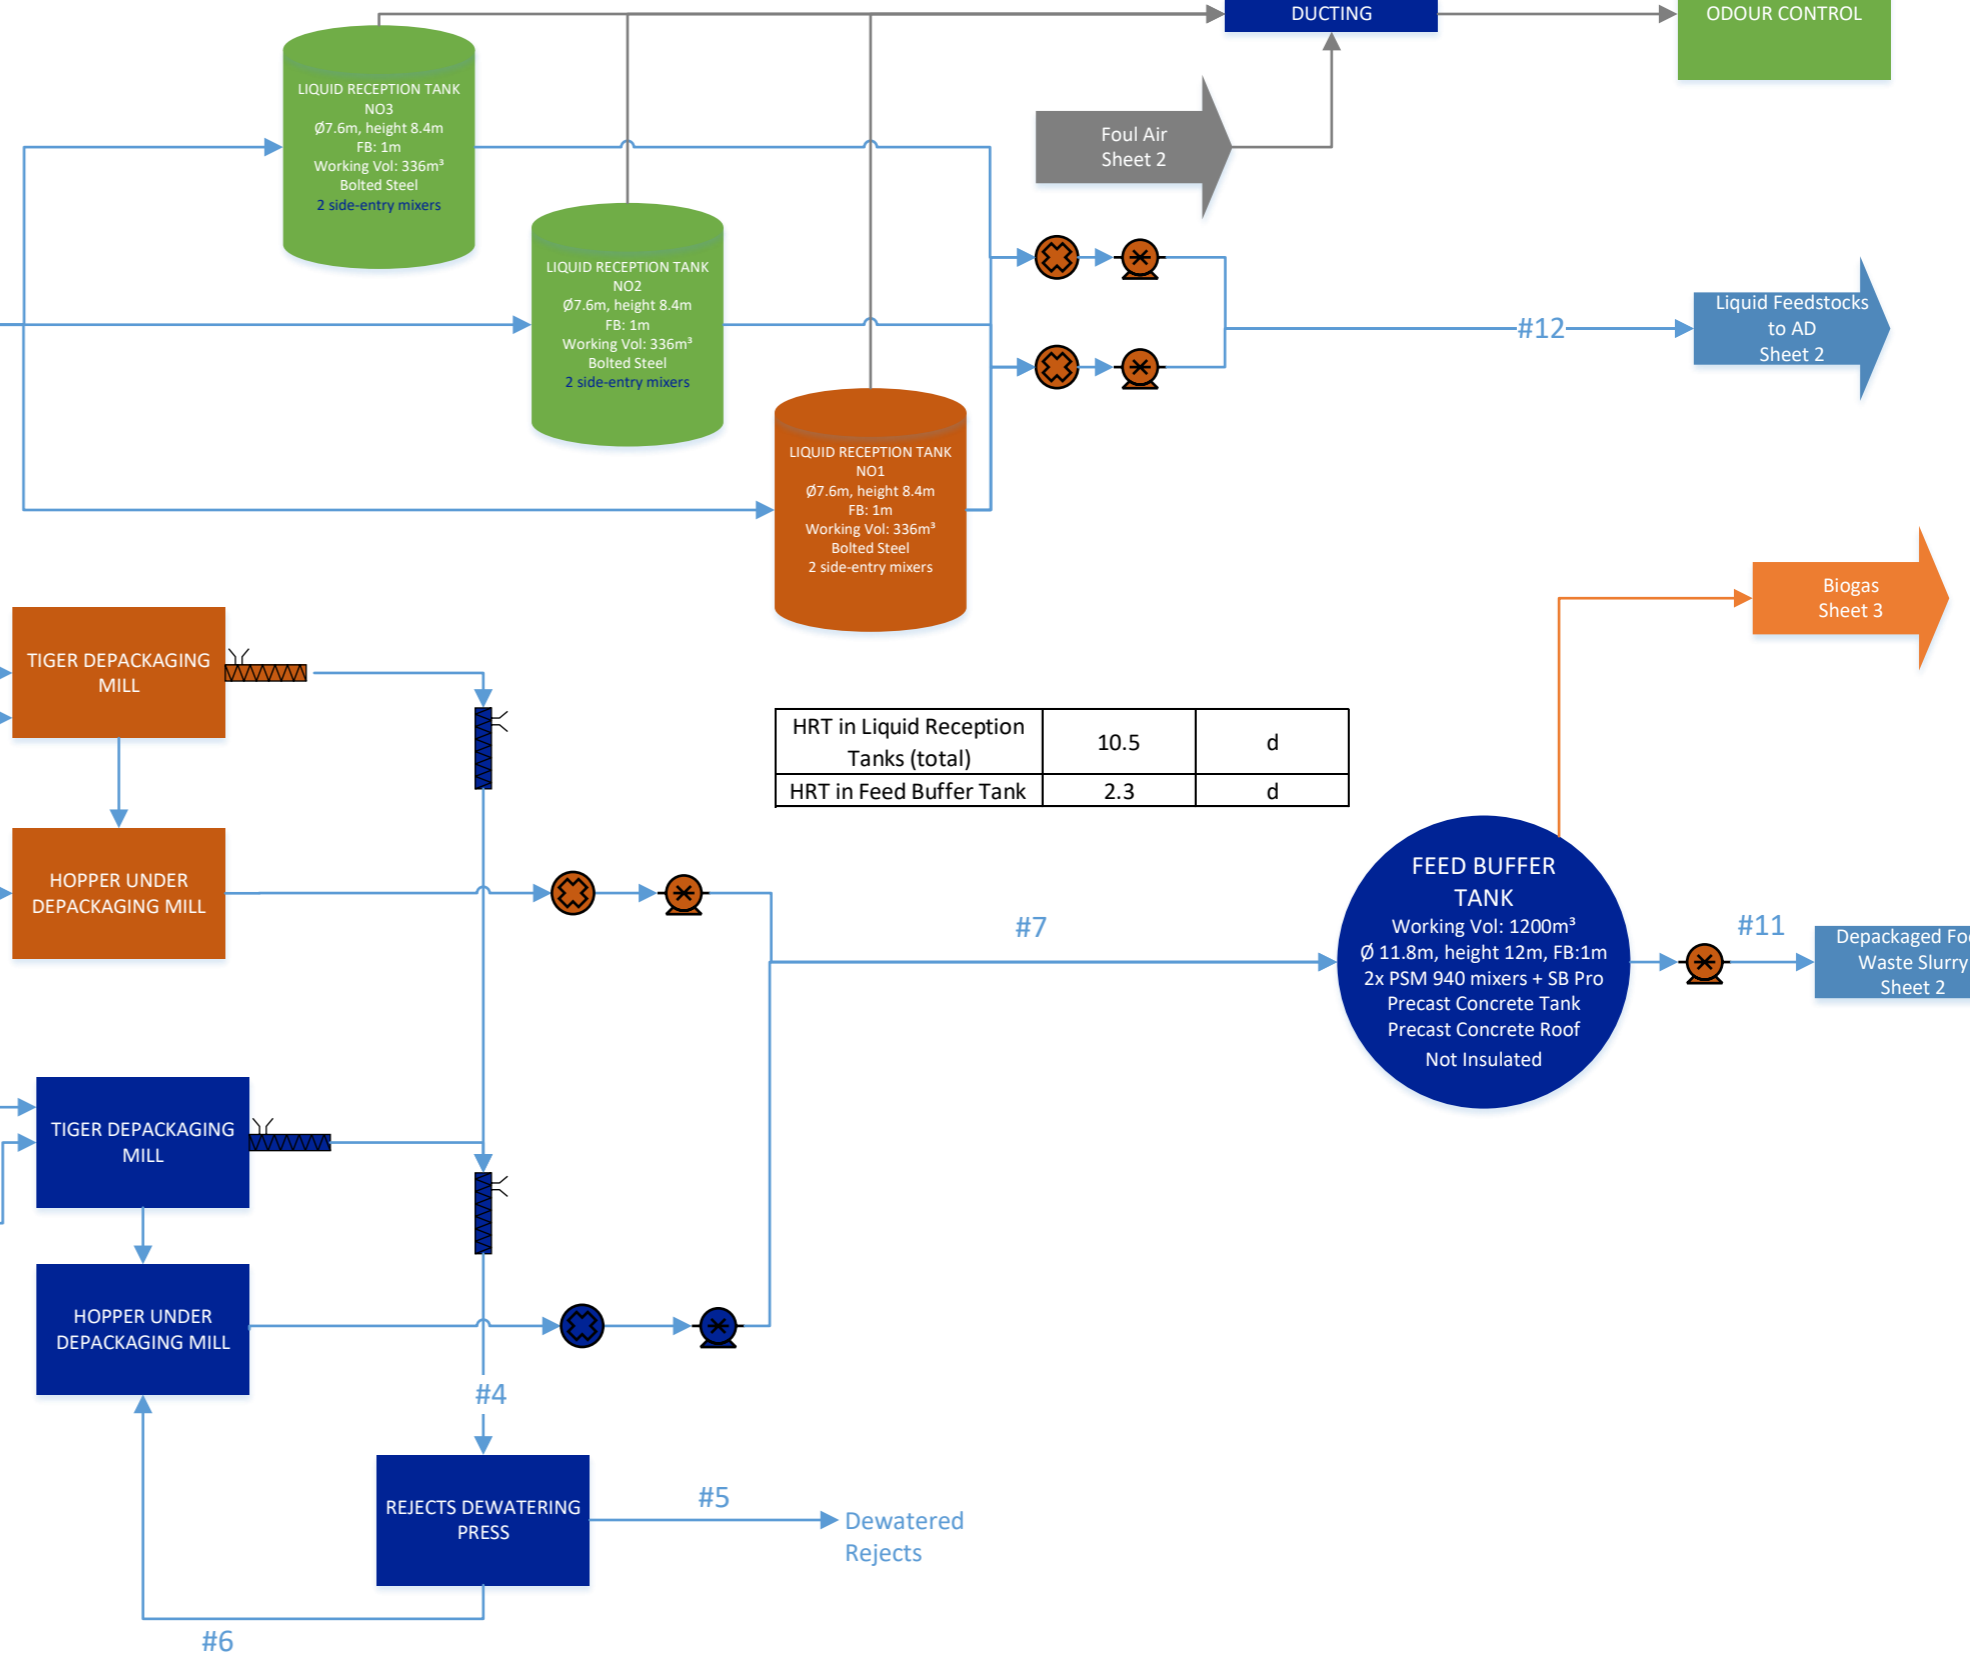 DUCTING
ODOUR CONTROL
LIQUID RECEPTION TANK
NO3
Ø7.6m, height 8.4m
FB: 1m
Working Vol: 336m³
Bolted Steel
2 side-entry mixers
Foul Air
Sheet 2
LIQUID RECEPTION TANK
NO2
Ø7.6m, height 8.4m
FB: 1m
Working Vol: 336m³
Bolted Steel
2 side-entry mixers
#12
Liquid Feedstocks
to AD
Sheet 2
LIQUID RECEPTION TANK
NO1
Ø7.6m, height 8.4m
FB: 1m
Working Vol: 336m³
Bolted Steel
2 side-entry mixers
Biogas
Sheet 3
TIGER DEPACKAGING
MILL
HRT in Liquid Reception
Tanks (total)
10.5
d
HRT in Feed Buffer Tank
2.3
d
HOPPER UNDER
DEPACKAGING MILL
#7
FEED BUFFER
TANK
Working Vol: 1200m³
Ø 11.8m, height 12m, FB:1m
2x PSM 940 mixers + SB Pro
Precast Concrete Tank
Precast Concrete Roof
Not Insulated
#11
Depackaged
Waste Slurry
Sheet 2
TIGER DEPACKAGING
MILL
HOPPER UNDER
DEPACKAGING MILL
#4
REJECTS DEWATERING
PRESS
#5
Dewatered
Rejects
#6